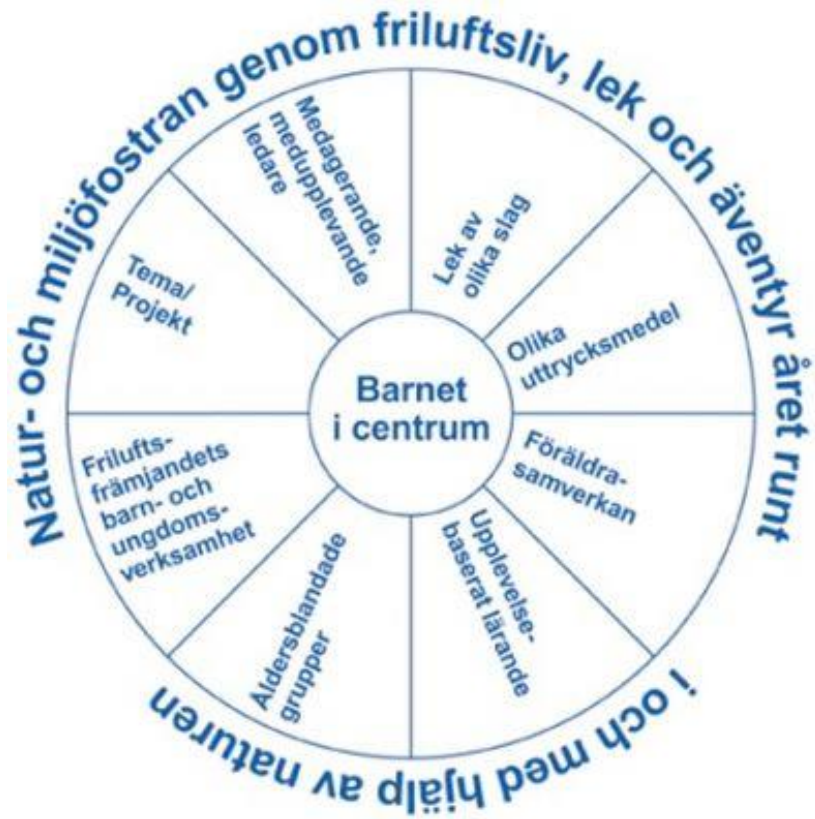 Natur- och miljöfostran genom friluftsliv, lek och äventyr året runt
i och med hjälp av naturen
Medagerande,
medupplevande
ledare
Lek av
olika slag
Olika
uttrycksmedel
Föräldra-
samverkan
Upplevelse-
baserat lärande
Åldersblandade
grupper
Frilufts-
främjandets
barn- och
ungdoms-
verksamhet
Tema/
Projekt
Barnet
i centrum